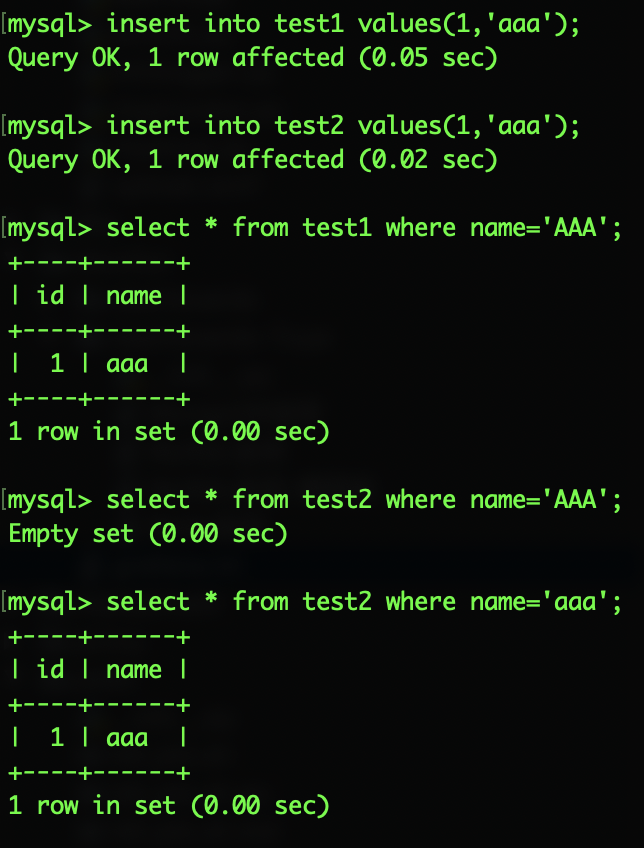 [mysql> insert into test1 values(1,'aaa');
Query OK, 1 row affected (0.05 sec)
[mysql> insert into test2 values(1,'aaa');
Query OK, 1 row affected (0.02 sec)
[mysql> select * from test1 where name='AAA';
+----+------+
| id | name |
+----+------+
|  1 | aaa  |
+----+------+
1 row in set (0.00 sec)
[mysql> select * from test2 where name='AAA';
Empty set (0.00 sec)
[mysql> select * from test2 where name='aaa';
+----+------+
| id | name |
+----+------+
|  1 | aaa  |
+----+------+
1 row in set (0.00 sec)